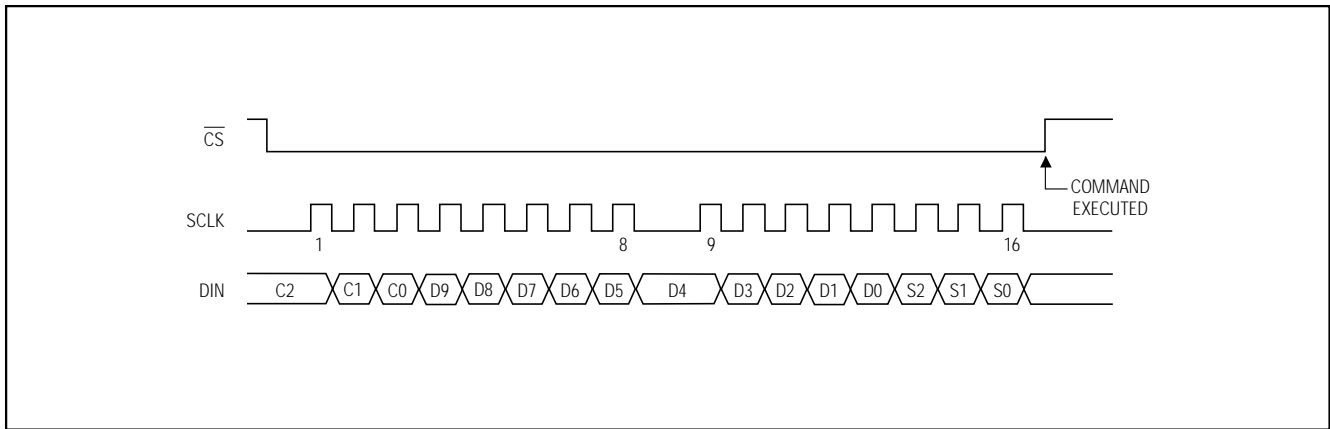 CS
COMMAND
EXECUTED
SCLK
1 8 9 16
DIN C2 C1 C0 D9 D8 D7 D6 D5 D4 D3 D2 D1 D0 S2 S1 S0